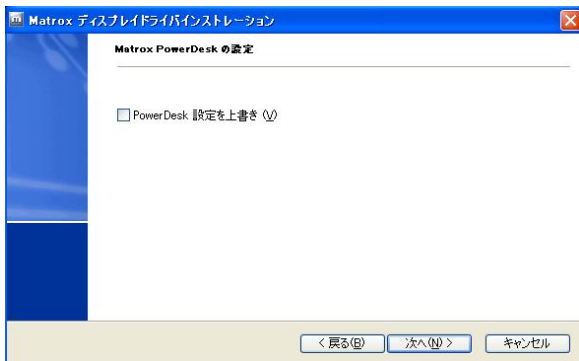 Matrox ディスプレイドライバインストレーション
Matrox PowerDesk の設定
PowerDesk 設定を上書き (V)
< 戻る(B)
次へ(N) >
キャンセル